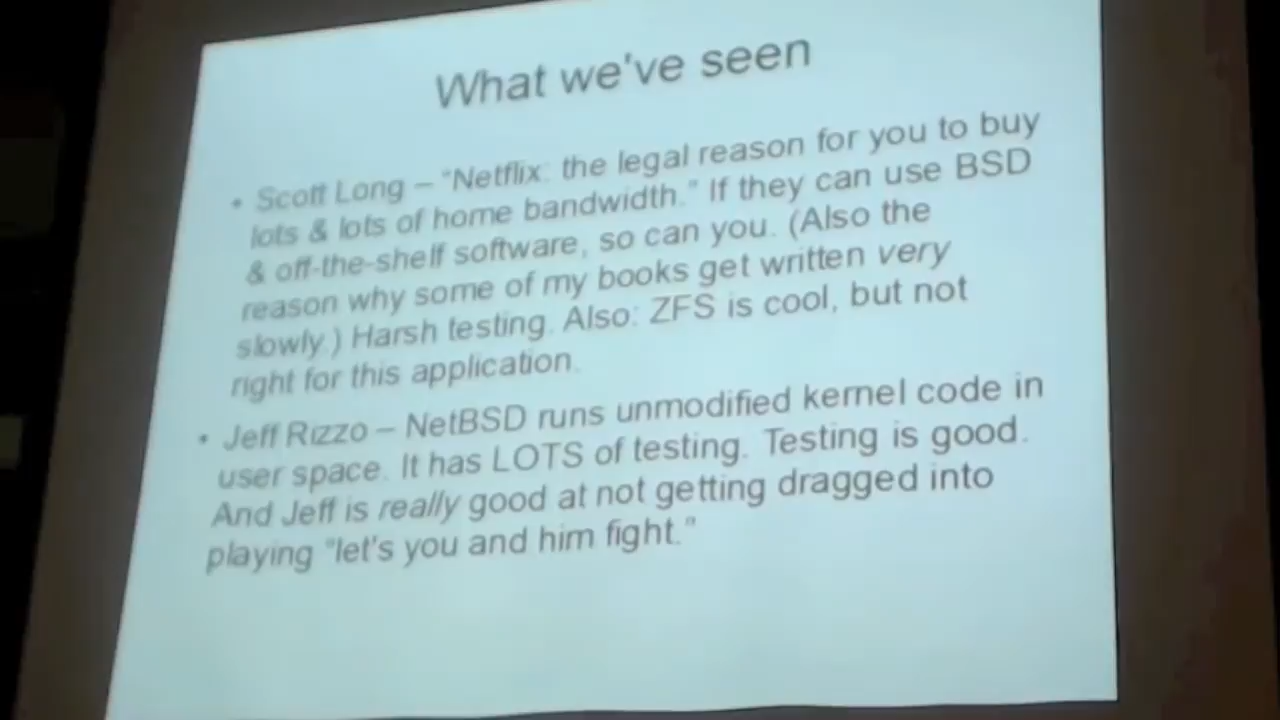 What we've seen
• Scott Long – "Netflix: the legal reason for you to buy
lots & lots of home bandwidth." If they can use BSD
& off-the-shelf software, so can you. (Also the
reason why some of my books get written very
slowly.) Harsh testing. Also: ZFS is cool, but not
right for this application.
• Jeff Rizzo – NetBSD runs unmodified kernel code in
user space. It has LOTS of testing. Testing is good.
And Jeff is really good at not getting dragged into
playing "let's you and him fight."